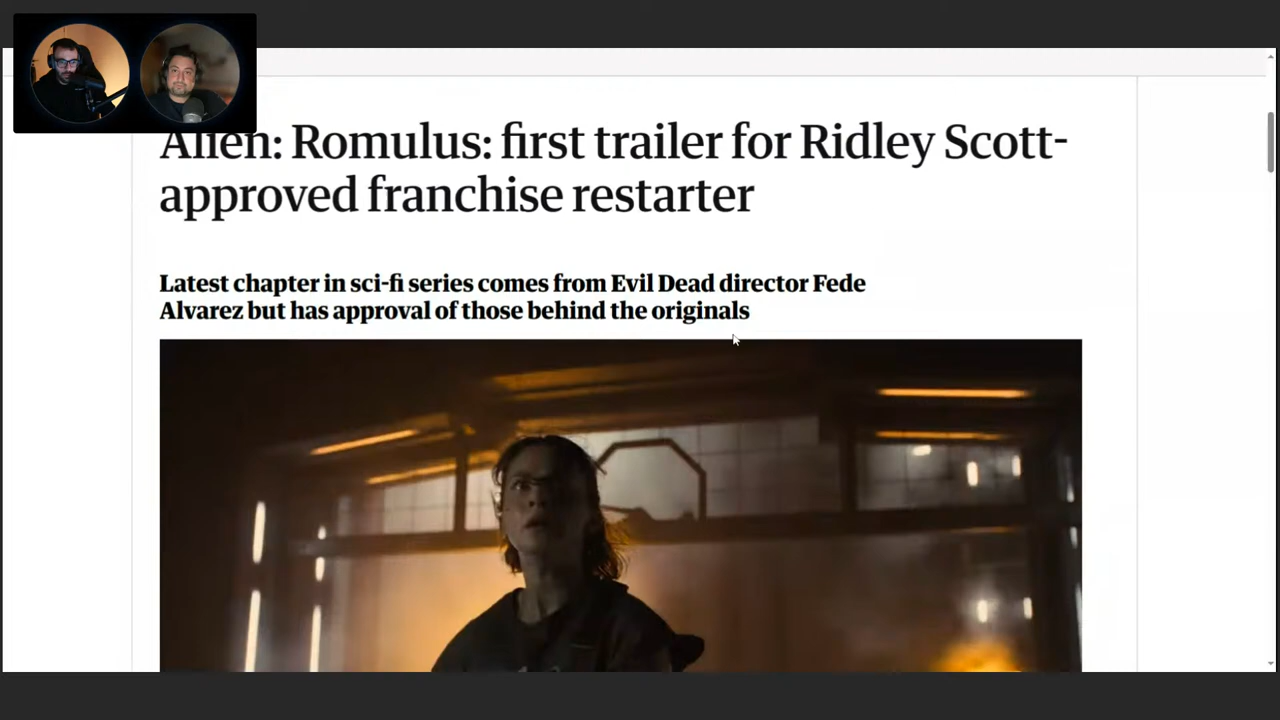 Alien: Romulus: first trailer for Ridley Scott-
approved franchise restarter
Latest chapter in sci-fi series comes from Evil Dead director Fede
Alvarez but has approval of those behind the originals